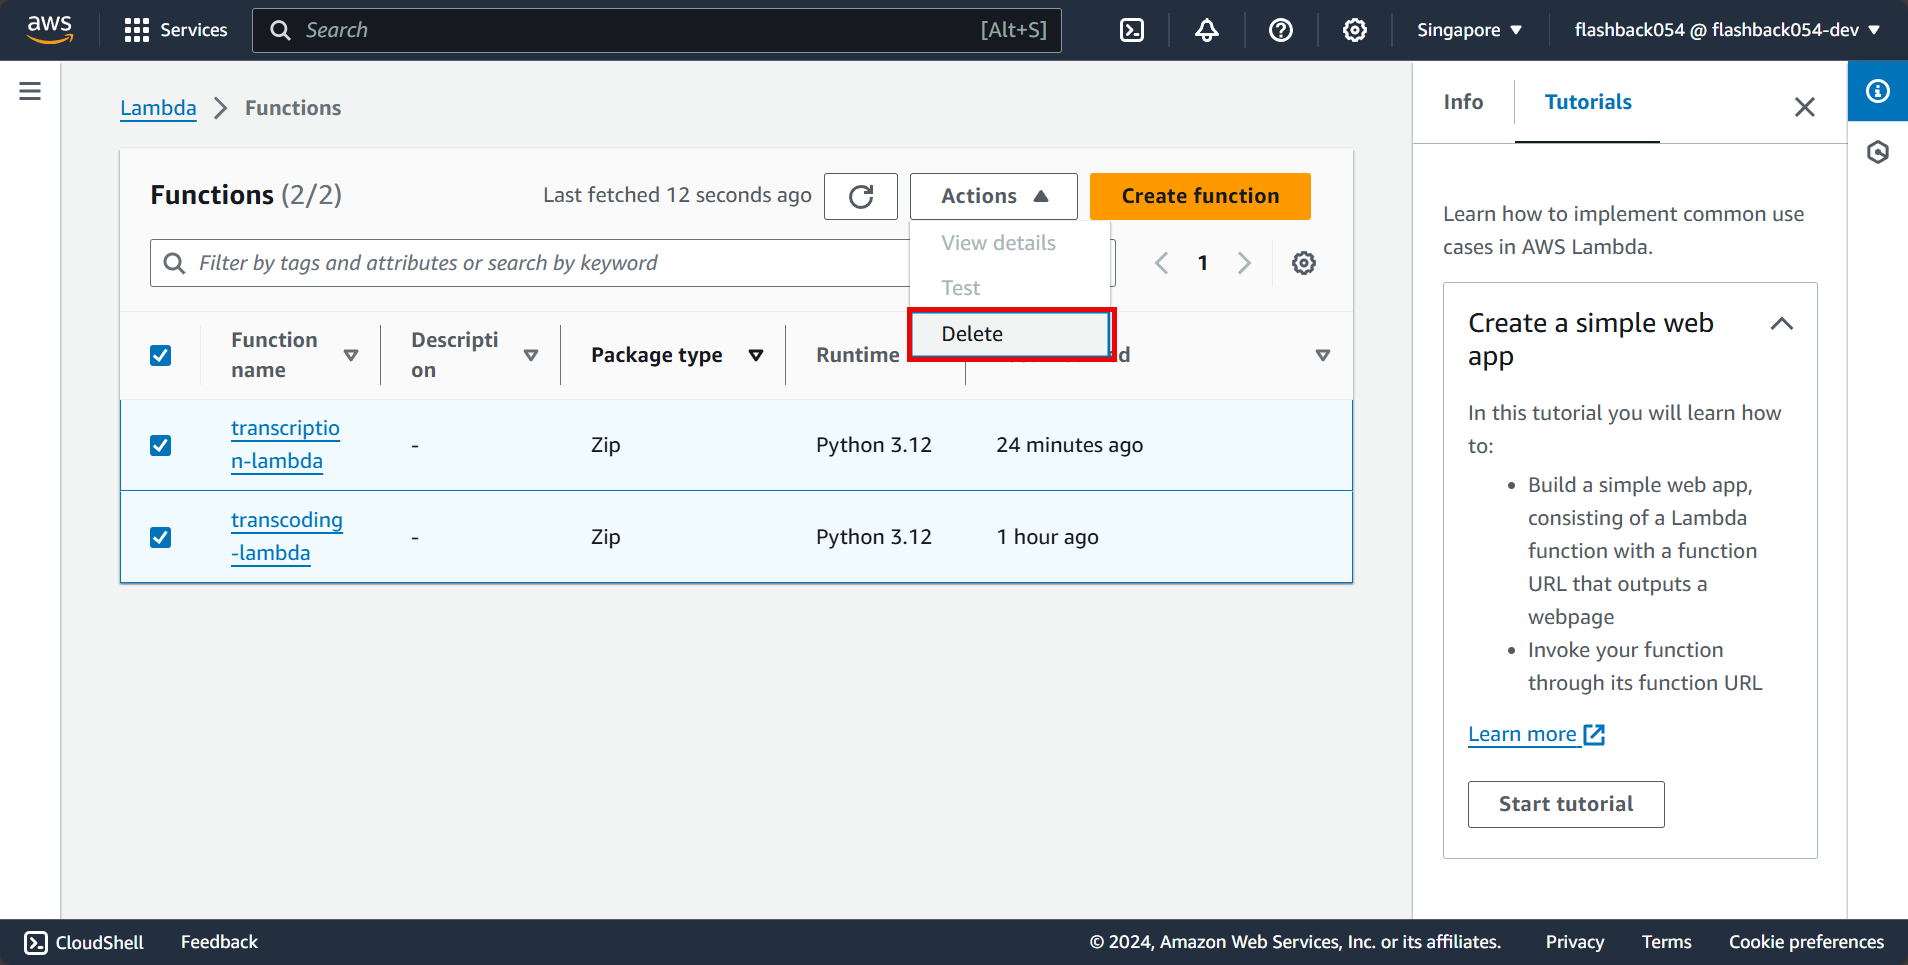 aws
Services
Search
[Alt+S]
Singapore
flashback054 @ flashback054-dev
Lambda
Functions
Functions (2/2)
Last fetched 12 seconds ago
Actions
Create function
View details
Test
Delete
Filter by tags and attributes or search by keyword
1
Function
name
Descripti
on
Package type
Runtime
d
transcriptio
n-lambda
-
Zip
Python 3.12
24 minutes ago
transcoding
-lambda
-
Zip
Python 3.12
1 hour ago
Info
Tutorials
Learn how to implement common use
cases in AWS Lambda.
Create a simple web
app
In this tutorial you will learn how
to:
• Build a simple web app,
consisting of a Lambda
function with a function
URL that outputs a
webpage
• Invoke your function
through its function URL
Learn more
Start tutorial
CloudShell
Feedback
© 2024, Amazon Web Services, Inc. or its affiliates.
Privacy
Terms
Cookie preferences